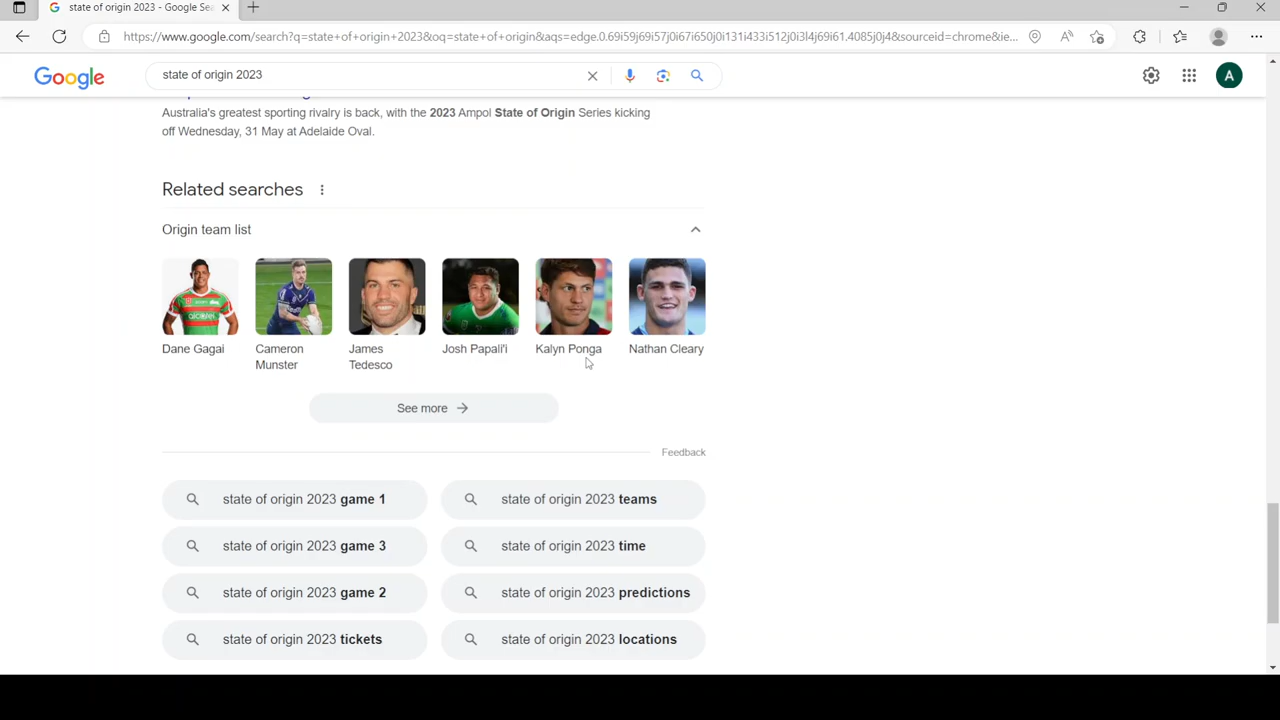 state of origin 2023 - Google Sea
https://www.google.com/search?q=state+of+origin+2023&oq=state+of+origin&aqs=edge.0.69i59j69i57j0i67i650j0i131i433i512j0i3l4j69i61.4085j0j4&sourceid=chrome&ie...
Google
state of origin 2023
A
Australia's greatest sporting rivalry is back, with the 2023 Ampol State of Origin Series kicking
off Wednesday, 31 May at Adelaide Oval.
Related searches
Origin team list
Dane Gagai
Cameron
Munster
James
Tedesco
Josh Papali'i
Kalyn Ponga
Nathan Cleary
See more
Feedback
state of origin 2023 game 1
state of origin 2023 teams
state of origin 2023 game 3
state of origin 2023 time
state of origin 2023 game 2
state of origin 2023 predictions
state of origin 2023 tickets
state of origin 2023 locations